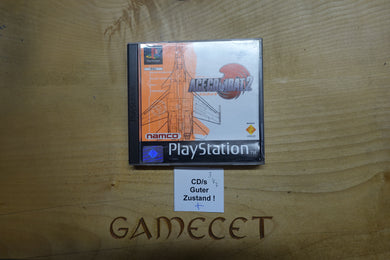 ACE COMBAT 2
namco
PlayStation
CD/s
Guter
Zustand !
GAMECET